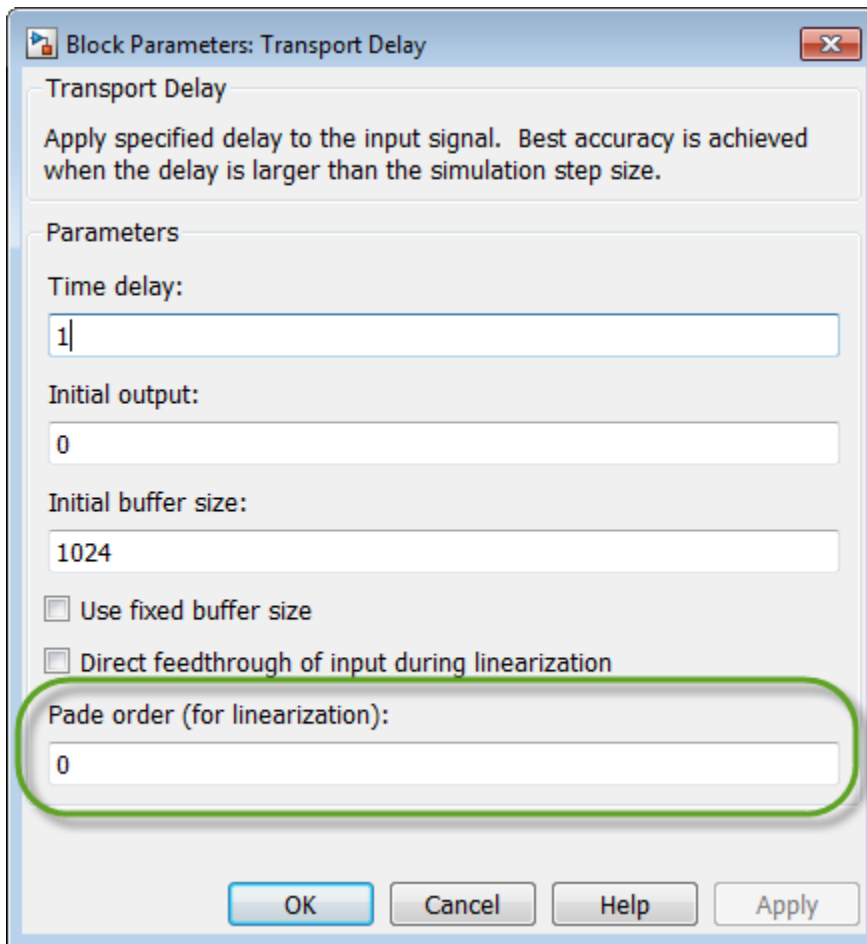 Block Parameters: Transport Delay
Transport Delay
Apply specified delay to the input signal.  Best accuracy is achieved
when the delay is larger than the simulation step size.
Parameters
Time delay:
1
Initial output:
0
Initial buffer size:
1024
Use fixed buffer size
Direct feedthrough of input during linearization
Pade order (for linearization):
0
OK Cancel Help Apply